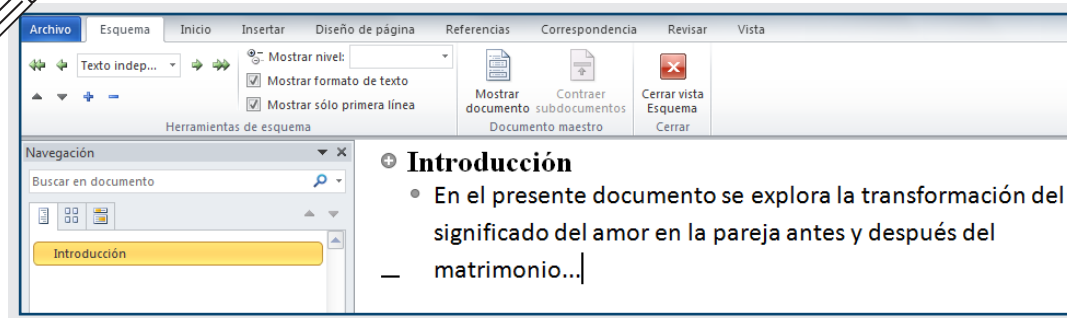 Archivo Esquema Inicio Insertar Diseño de página Referencias Correspondencia Revisar Vista
Texto indep... Mostrar nivel:
Mostrar formato de texto
Mostrar sólo primera línea
Mostrar documento
Contraer subdocumentos
Cerrar vista Esquema
Herramientas de esquema Documento maestro Cerrar
Navegación
Buscar en documento
Introducción
Introducción
En el presente documento se explora la transformación del
significado del amor en la pareja antes y después del
matrimonio...